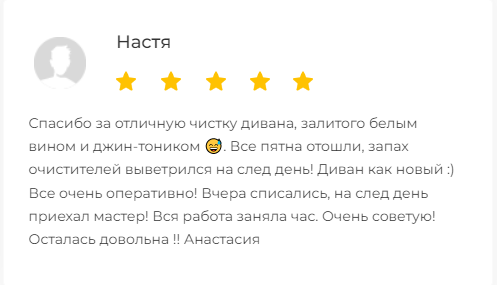 Настя
Спасибо за отличную чистку дивана, залитого белым
вином и джин-тоником 😅. Все пятна отошли, запах
очистителей выветрился на след день! Диван как новый :)
Все очень оперативно! Вчера списались, на след день
приехал мастер! Вся работа заняла час. Очень советую!
Осталась довольна !! Анастасия